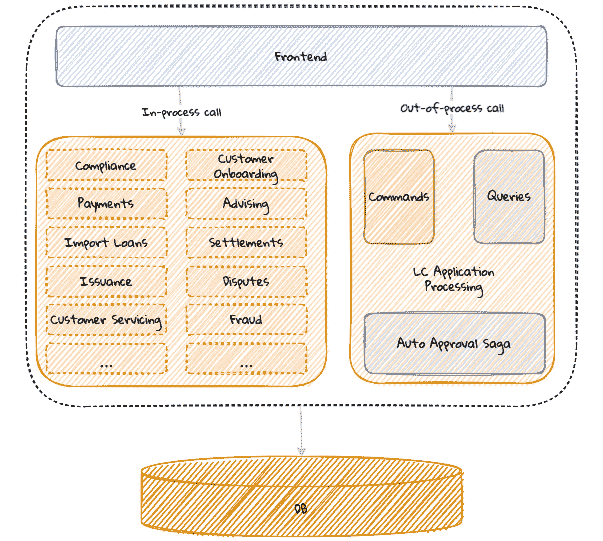 Frontend
In-process call
Out-of-process call
Compliance
Customer
Onboarding
Payments
Advising
Import Loans
Settlements
Issuance
Disputes
Customer Servicing
Fraud
...
...
Commands
Queries
LC Application
Processing
Auto Approval Saga
DB